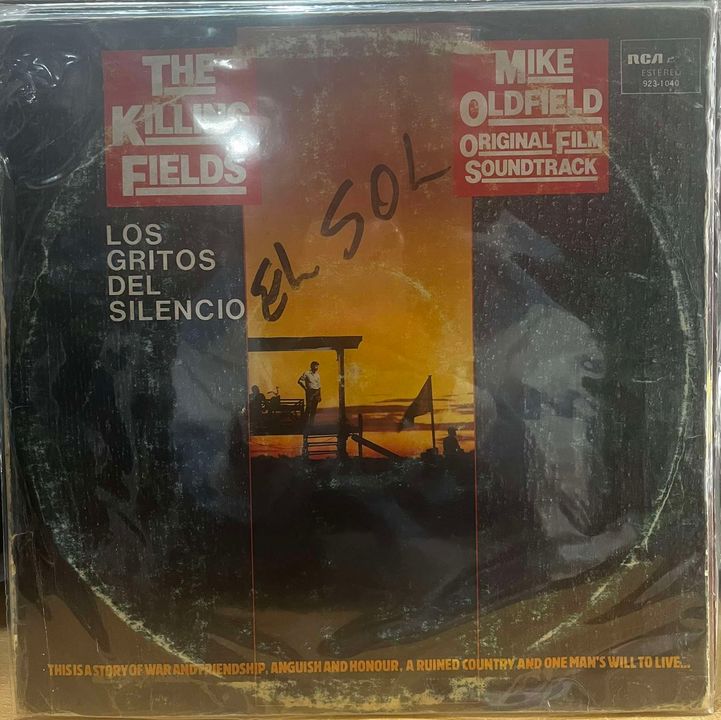 THE
KILLING
FIELDS
MIKE
OLDFIELD
ORIGINAL FILM
SOUNDTRACK
RCA
ESTEREO
923-1040
LOS
GRITOS
DEL
SILENCIO
EL SOL
THIS IS A STORY OF WAR AND FRIENDSHIP, ANGUISH AND HONOUR, A RUINED COUNTRY AND ONE MAN'S WILL TO LIVE...